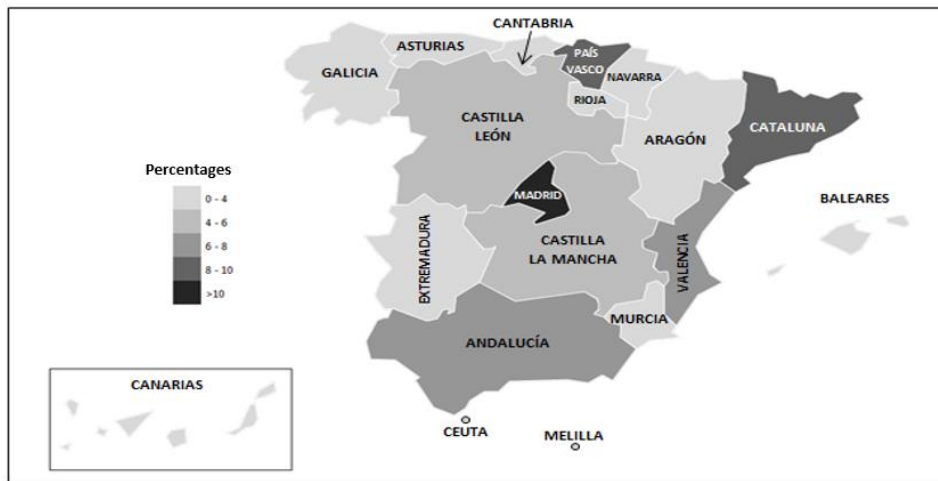 CANTABRIA
ASTURIAS
PAÍS
VASCO
GALICIA
NAVARRA
RIOJA
CASTILLA
LEÓN
ARAGÓN
CATALUNA
Percentages
0 - 4
4 - 6
6 - 8
8 - 10
>10
MADRID
BALEARES
CASTILLA
LA MANCHA
EXTREMADURA
VALENCIA
MURCIA
ANDALUCÍA
CANARIAS
CEUTA
MELILLA